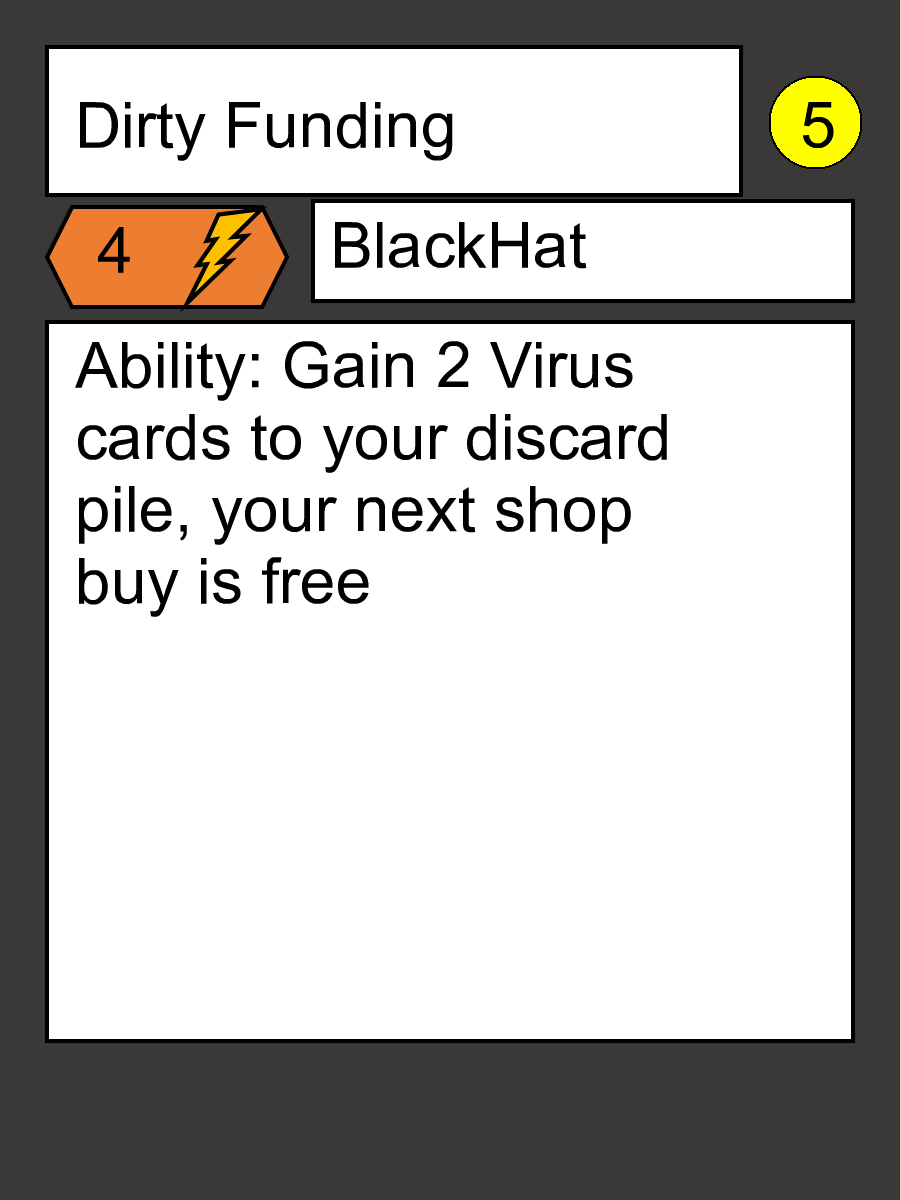 Dirty Funding
5
4
BlackHat
Ability: Gain 2 Virus
cards to your discard
pile, your next shop
buy is free